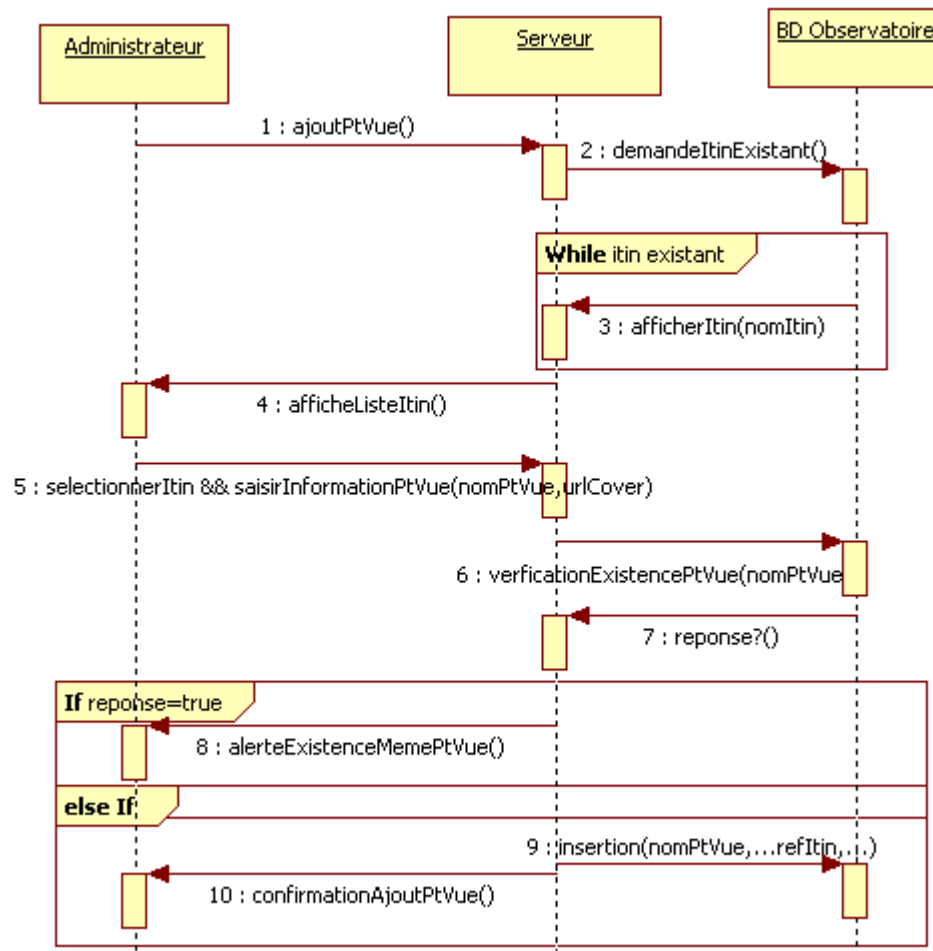 Administrateur
Serveur
BD Observatoire
1 : ajoutPtVue()
2 : demandeItinExistant()
While itin existant
3 : afficherItin(nomItin)
4 : afficheListeItin()
5 : selectionnerItin && saisirInformationPtVue(nomPtVue,urlCover)
6 : verficationExistencePtVue(nomPtVue
7 : reponse?()
If reponse=true
8 : alerteExistenceMemePtVue()
else If
9 : insertion(nomPtVue,...refItin,...)
10 : confirmationAjoutPtVue()